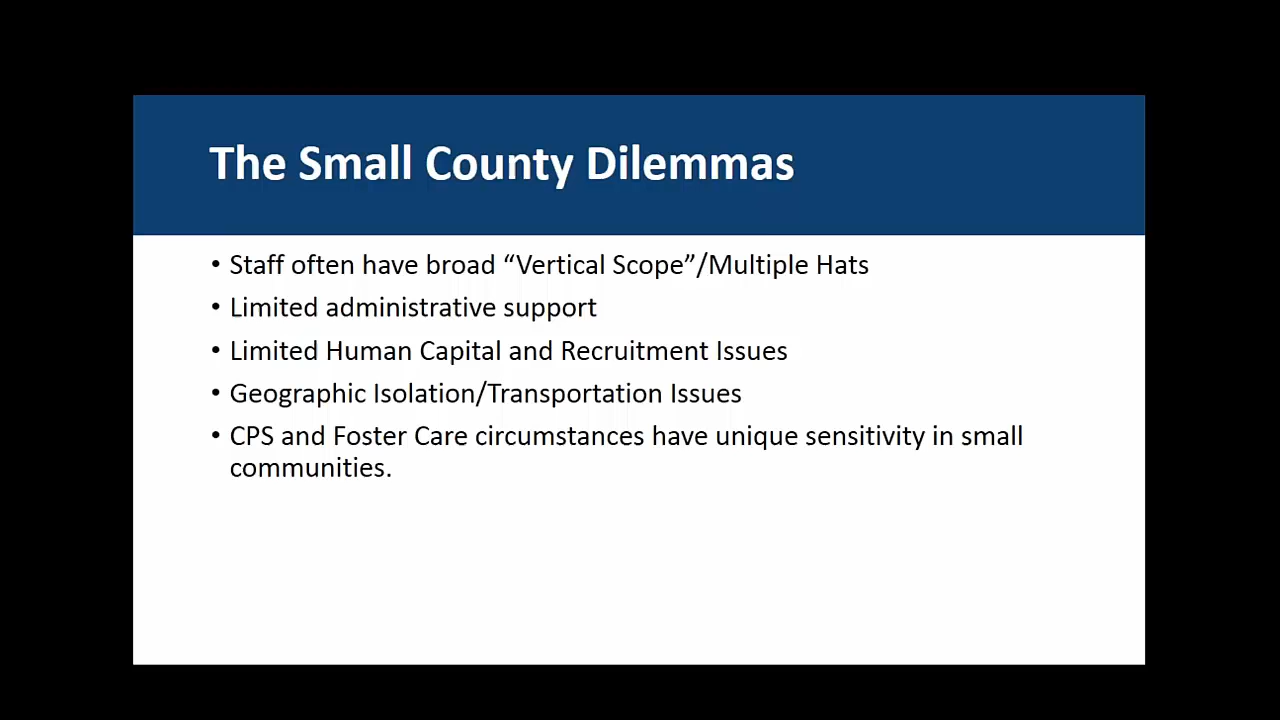 The Small County Dilemmas
• Staff often have broad “Vertical Scope”/Multiple Hats
• Limited administrative support
• Limited Human Capital and Recruitment Issues
• Geographic Isolation/Transportation Issues
• CPS and Foster Care circumstances have unique sensitivity in small
communities.